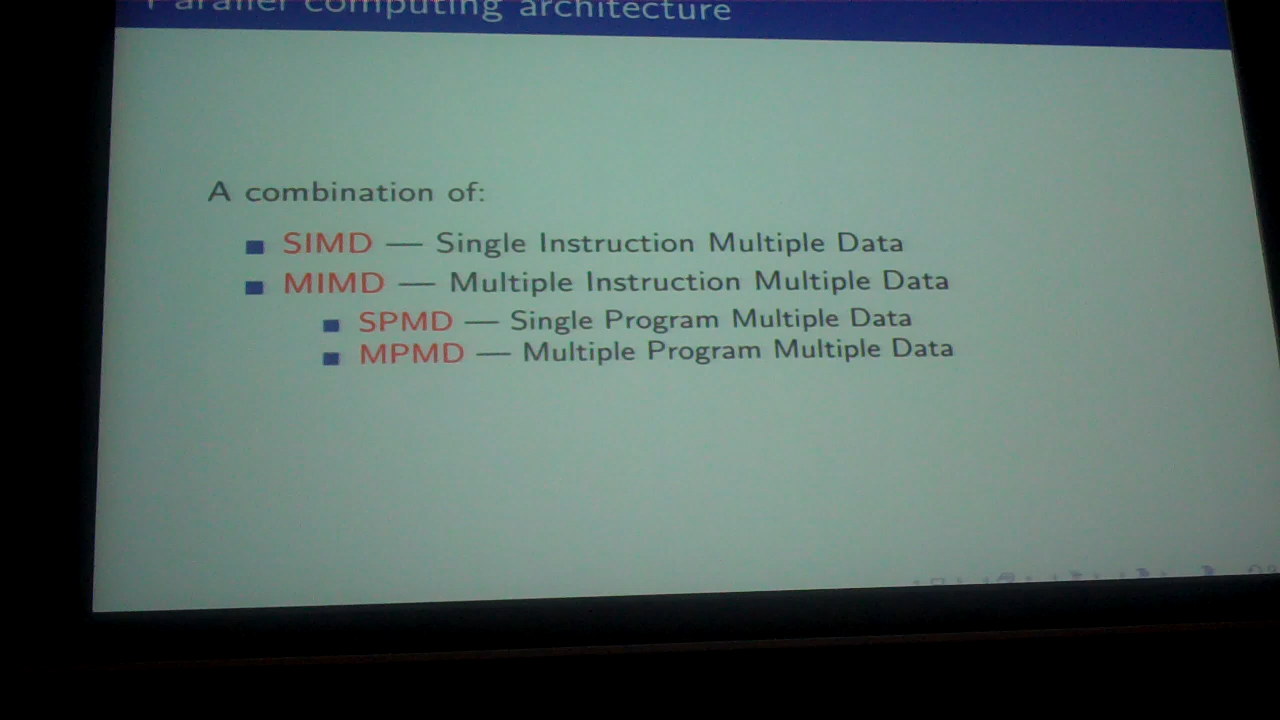 Parallel computing architecture
A combination of:
SIMD — Single Instruction Multiple Data
MIMD — Multiple Instruction Multiple Data
SPMD — Single Program Multiple Data
MPMD — Multiple Program Multiple Data